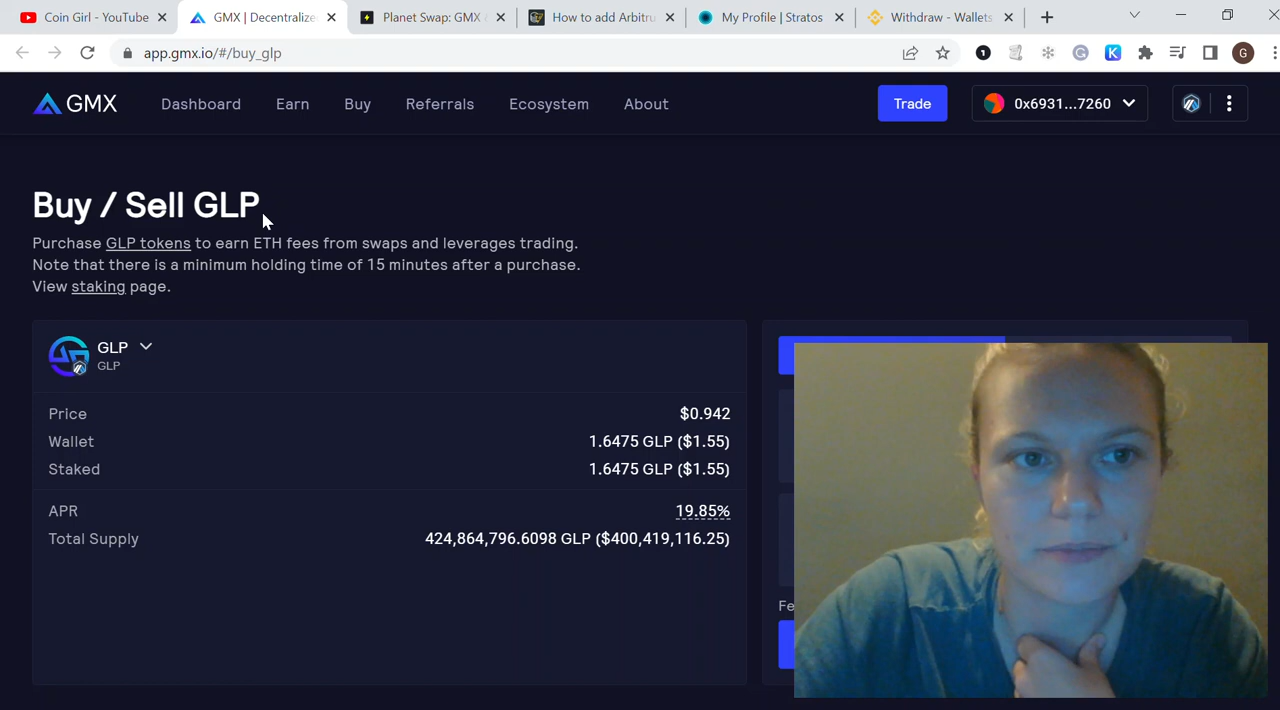 Coin Girl - YouTube
GMX | Decentralize
Planet Swap: GMX
How to add Arbitru
My Profile | Stratos
Withdraw - Wallets
app.gmx.io/#/buy_glp
G
GMX
Dashboard
Earn
Buy
Referrals
Ecosystem
About
Trade
0x6931...7260
Buy / Sell GLP
Purchase GLP tokens to earn ETH fees from swaps and leverages trading.
Note that there is a minimum holding time of 15 minutes after a purchase.
View staking page.
GLP
GLP
Price $0.942
Wallet 1.6475 GLP ($1.55)
Staked 1.6475 GLP ($1.55)
APR 19.85%
Total Supply 424,864,796.6098 GLP ($400,419,116.25)
Fe